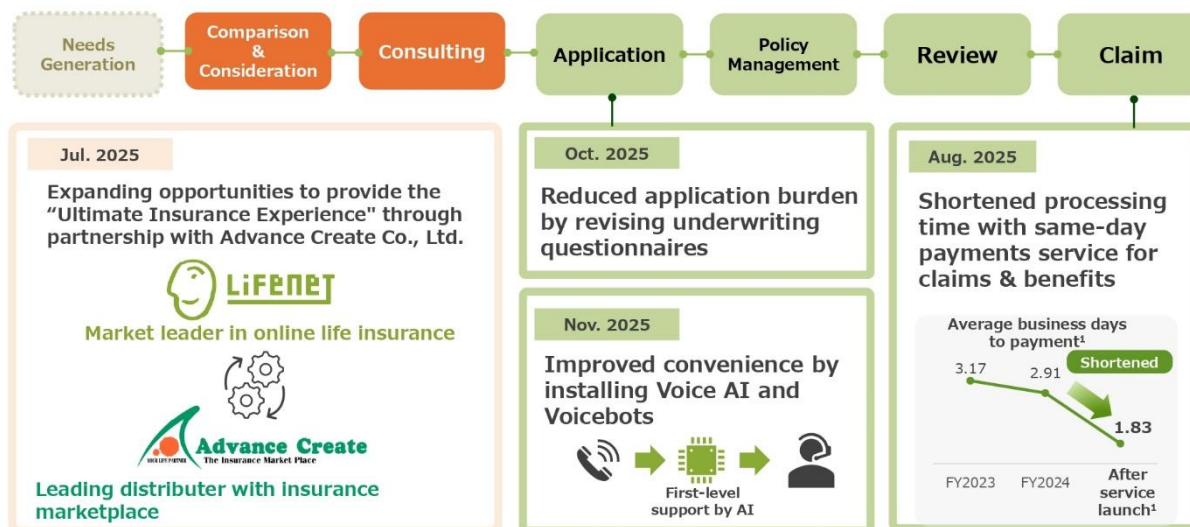 Needs
Generation
Comparison
&
Consideration
Consulting
Application
Policy
Management
Review
Claim
Jul. 2025
Expanding opportunities to provide the
“Ultimate Insurance Experience" through
partnership with Advance Create Co., Ltd.
LIFENET
Market leader in online life insurance
HIGH LIFE PARTNER
Advance Create
The Insurance Market Place
Leading distributer with insurance
marketplace
Oct. 2025
Reduced application burden
by revising underwriting
questionnaires
Nov. 2025
Improved convenience by
installing Voice AI and
Voicebots
First-level
support by AI
Aug. 2025
Shortened processing
time with same-day
payments service for
claims & benefits
Average business days
to payment¹
Shortened
3.17
2.91
1.83
FY2023
FY2024
After
service
launch¹